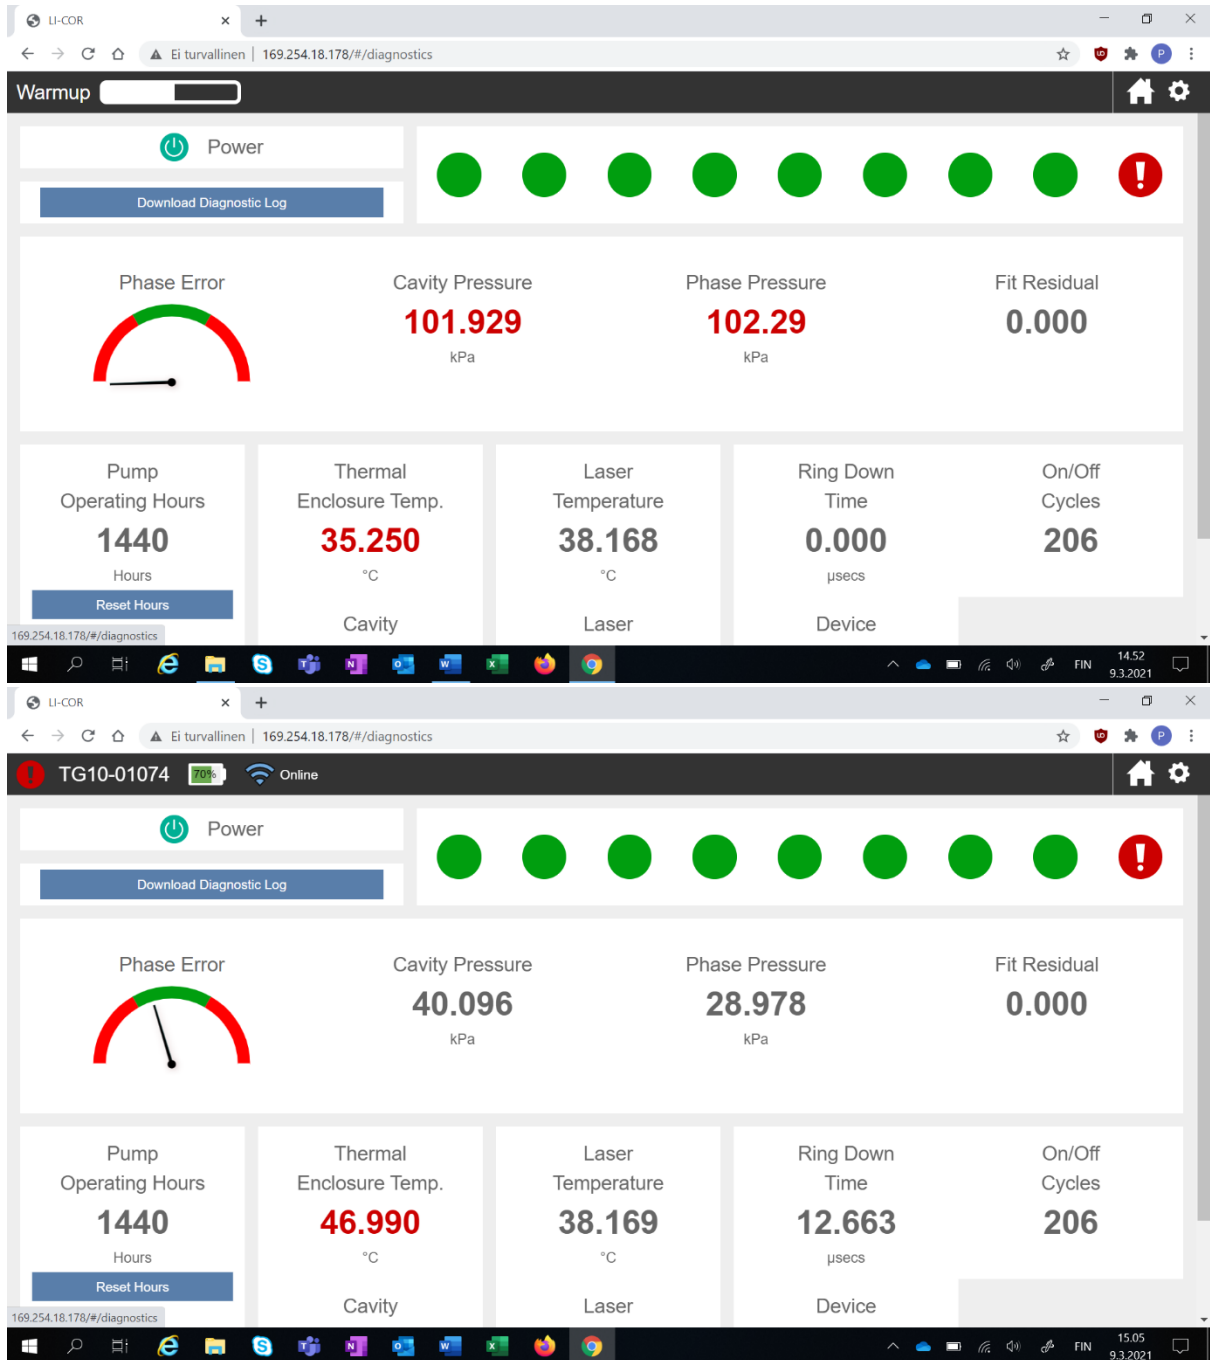 LI-COR
Ei turvallinen | 169.254.18.178/#/diagnostics
Warmup
Power
Download Diagnostic Log
Phase Error
Cavity Pressure
Phase Pressure
Fit Residual
101.929
102.29
0.000
kPa
kPa
Pump
Operating Hours
Thermal
Enclosure Temp.
Laser
Temperature
Ring Down
Time
On/Off
Cycles
1440
35.250
38.168
0.000
206
Hours
°C
°C
µsecs
Reset Hours
Cavity
Laser
Device
169.254.18.178/#/diagnostics
FIN
14.52
9.3.2021
LI-COR
Ei turvallinen | 169.254.18.178/#/diagnostics
TG10-01074
70%
Online
Power
Download Diagnostic Log
Phase Error
Cavity Pressure
Phase Pressure
Fit Residual
40.096
28.978
0.000
kPa
kPa
Pump
Operating Hours
Thermal
Enclosure Temp.
Laser
Temperature
Ring Down
Time
On/Off
Cycles
1440
46.990
38.169
12.663
206
Hours
°C
°C
µsecs
Reset Hours
Cavity
Laser
Device
169.254.18.178/#/diagnostics
FIN
15.05
9.3.2021